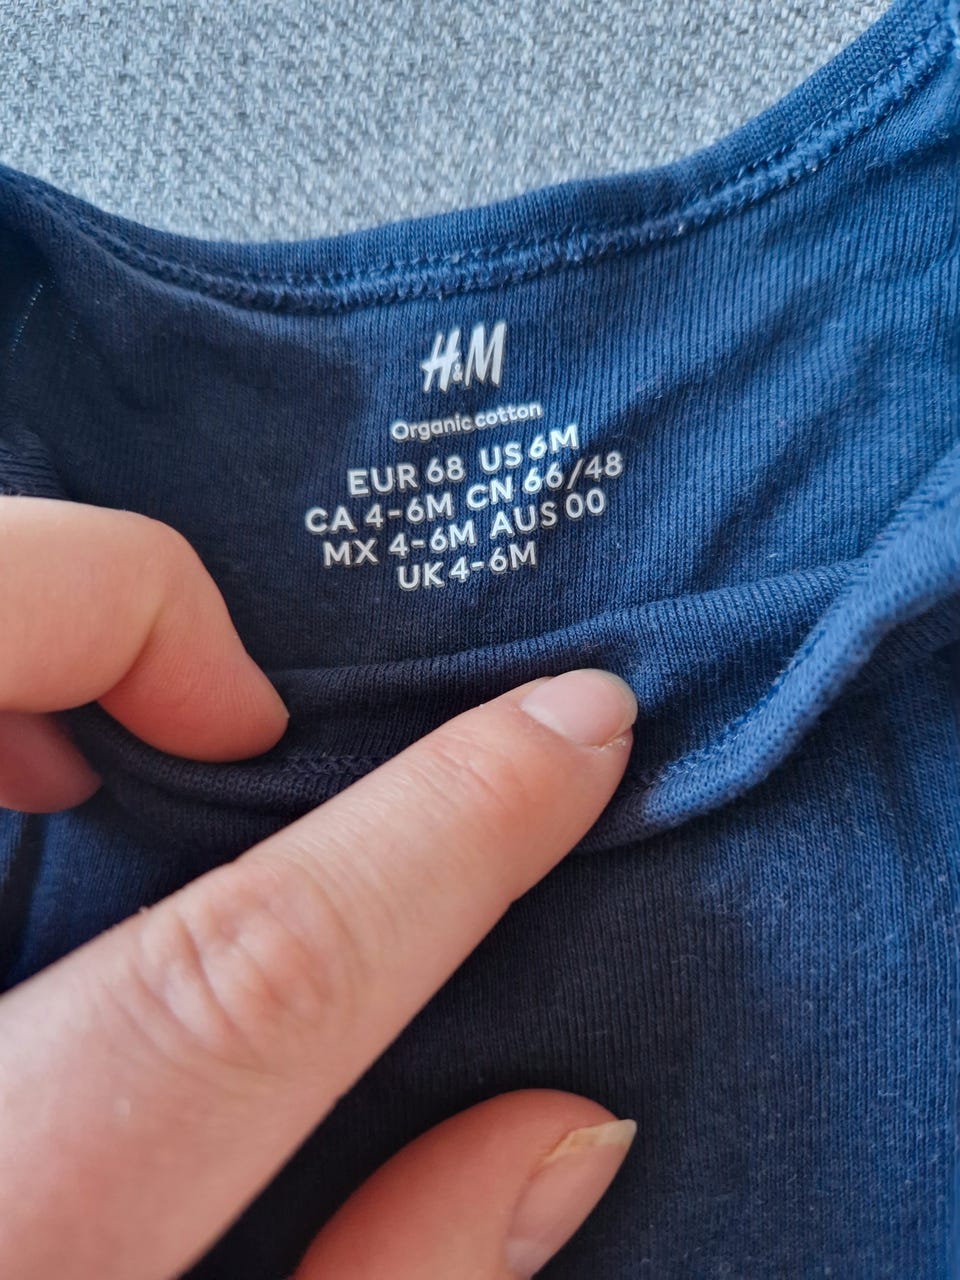 H&M
Organic cotton
EUR 68 US 6M
CA 4-6M CN 66/48
MX 4-6M AUS 00
UK 4-6M